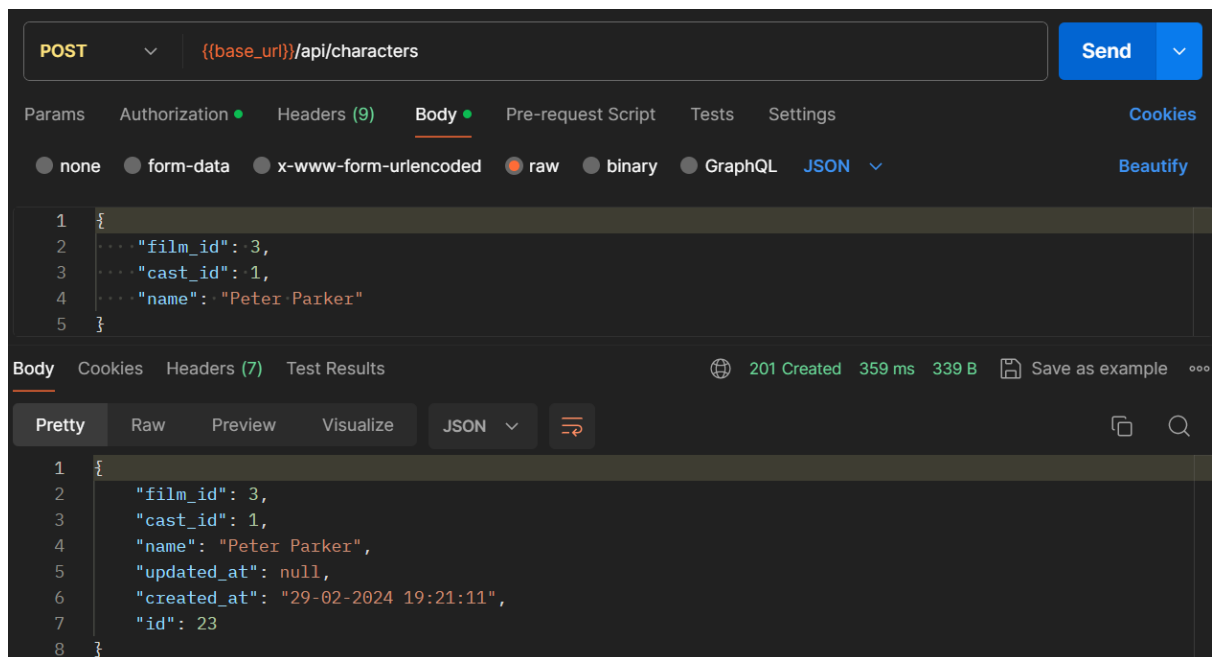 POST {{base_url}}/api/characters Send
Params Authorization Headers (9) Body Pre-request Script Tests Settings Cookies
none form-data x-www-form-urlencoded raw binary GraphQL JSON Beautify
1 {
2 "film_id": 3,
3 "cast_id": 1,
4 "name": "Peter Parker"
5 }
Body Cookies Headers (7) Test Results 201 Created 359 ms 339 B Save as example
Pretty Raw Preview Visualize JSON
1 {
2 "film_id": 3,
3 "cast_id": 1,
4 "name": "Peter Parker",
5 "updated_at": null,
6 "created_at": "29-02-2024 19:21:11",
7 "id": 23
8 }